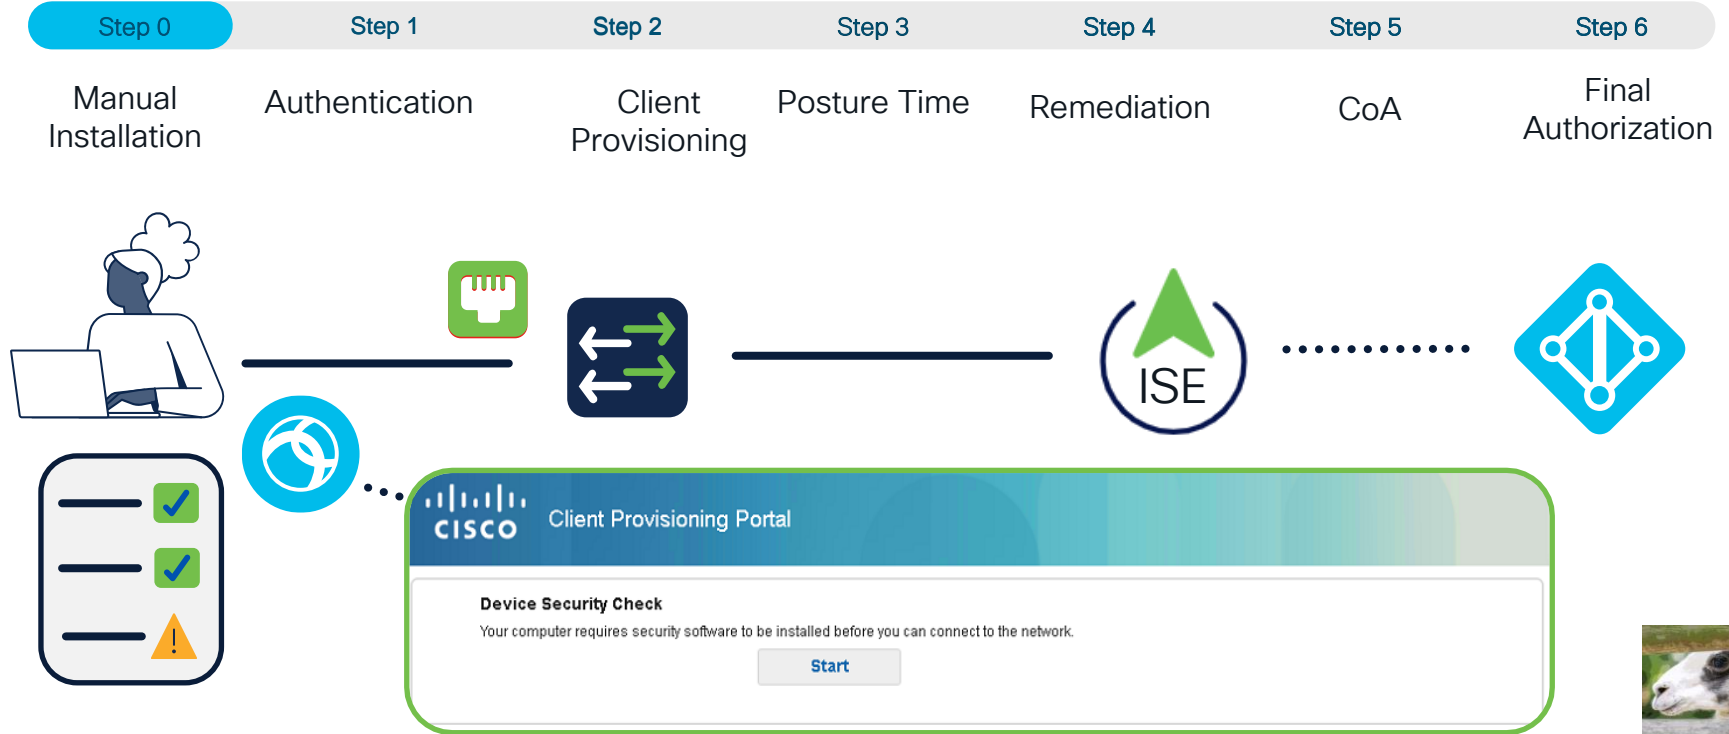 Step 0
Step 1
Step 2
Step 3
Step 4
Step 5
Step 6
Manual
Installation
Authentication
Client
Provisioning
Posture Time
Remediation
CoA
Final
Authorization
ISE
CISCO
Client Provisioning Portal
Device Security Check
Your computer requires security software to be installed before you can connect to the network.
Start